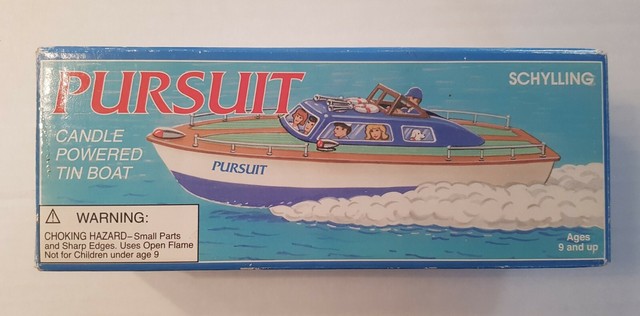 PURSUIT
SCHYLLING
CANDLE
POWERED
TIN BOAT
PURSUIT
⚠ WARNING:
CHOKING HAZARD–Small Parts
and Sharp Edges. Uses Open Flame
Not for Children under age 9
Ages
9 and up